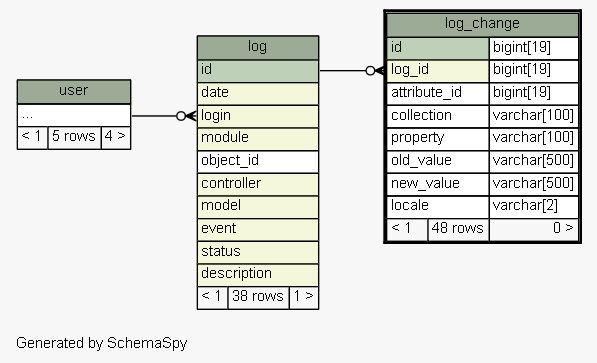 log_change
id bigint[19]
log_id bigint[19]
attribute_id bigint[19]
collection varchar[100]
property varchar[100]
old_value varchar[500]
new_value varchar[500]
locale varchar[2]
< 1 48 rows 0 >
log
id
date
login
module
object_id
controller
model
event
status
description
< 1 38 rows 1 >
user
...
< 1 5 rows 4 >
Generated by SchemaSpy